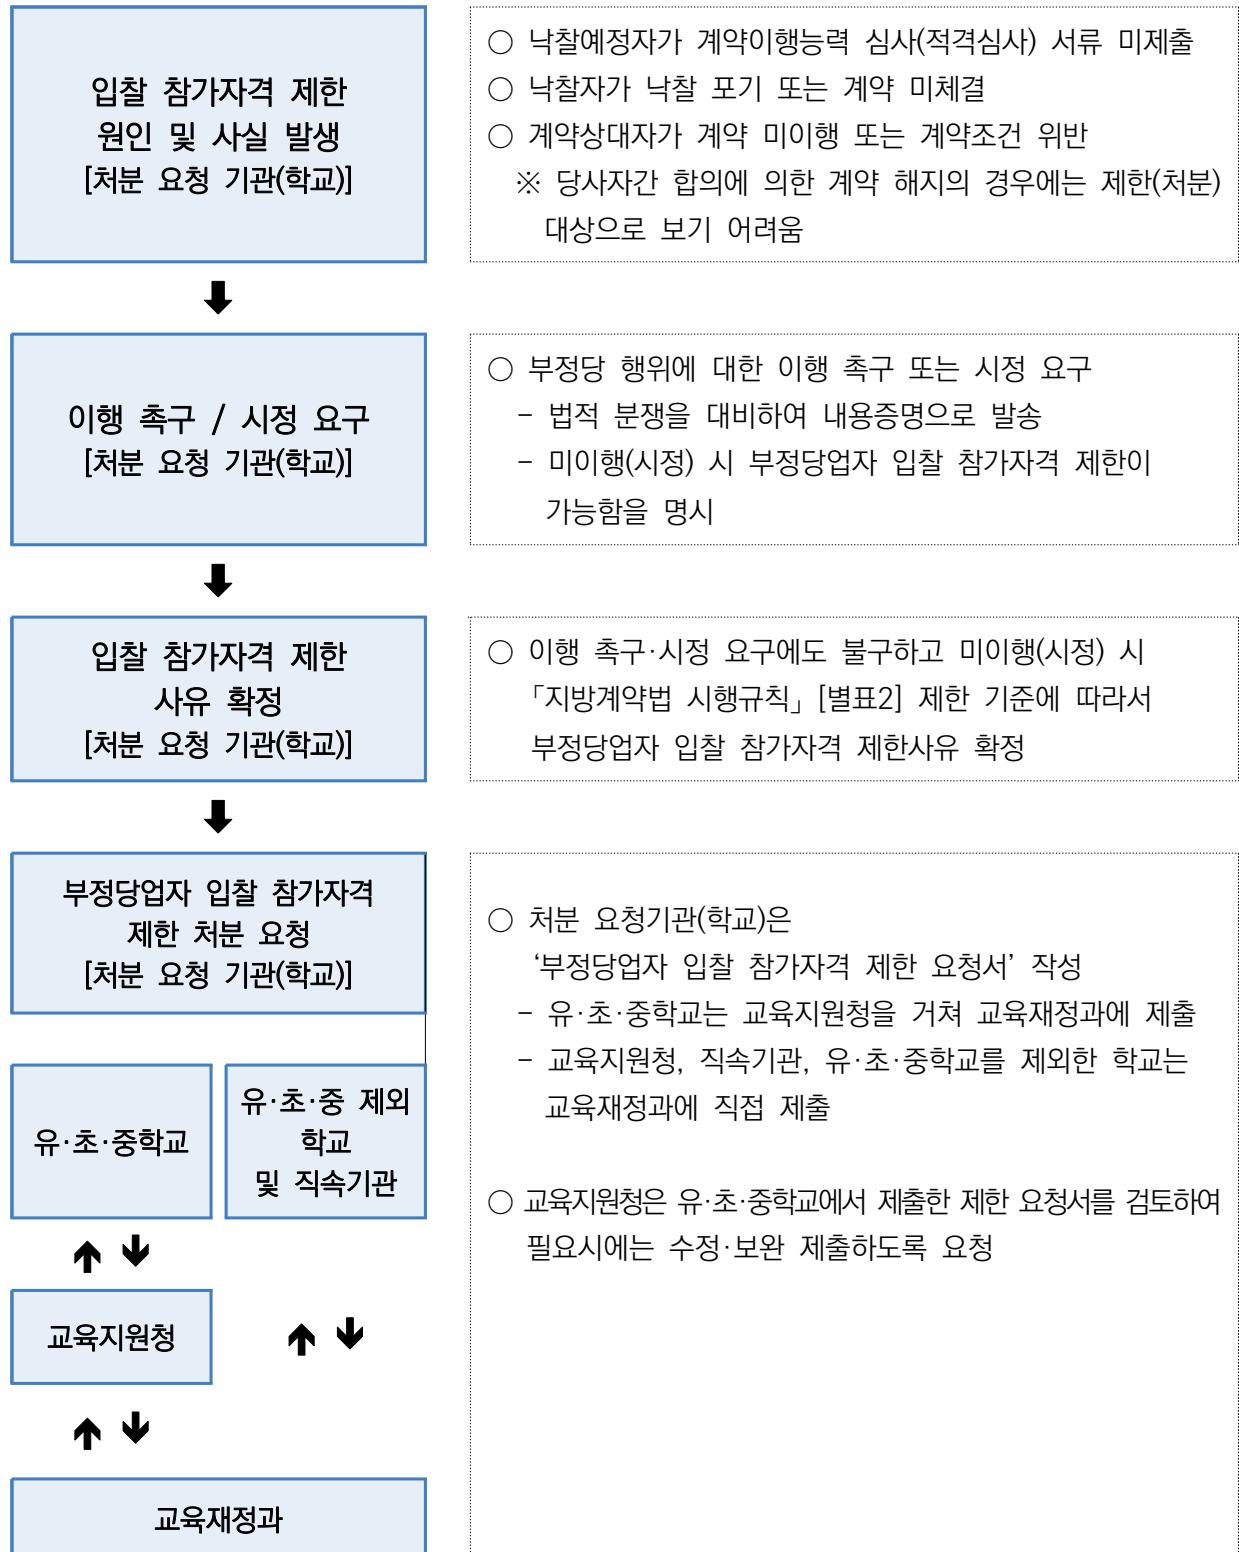 입찰 참가자격 제한
원인 및 사실 발생
[처분 요청 기관(학교)]
○ 낙찰예정자가 계약이행능력 심사(적격심사) 서류 미제출
○ 낙찰자가 낙찰 포기 또는 계약 미체결
○ 계약상대자가 계약 미이행 또는 계약조건 위반
※ 당사자간 합의에 의한 계약 해지의 경우에는 제한(처분)
대상으로 보기 어려움
이행 촉구 / 시정 요구
[처분 요청 기관(학교)]
○ 부정당 행위에 대한 이행 촉구 또는 시정 요구
- 법적 분쟁을 대비하여 내용증명으로 발송
- 미이행(시정) 시 부정당업자 입찰 참가자격 제한이
가능함을 명시
입찰 참가자격 제한
사유 확정
[처분 요청 기관(학교)]
○ 이행 촉구·시정 요구에도 불구하고 미이행(시정) 시
「지방계약법 시행규칙」[별표2] 제한 기준에 따라서
부정당업자 입찰 참가자격 제한사유 확정
부정당업자 입찰 참가자격
제한 처분 요청
[처분 요청 기관(학교)]
유·초·중학교
유·초·중 제외
학교
및 직속기관
교육지원청
교육재정과
○ 처분 요청기관(학교)은
‘부정당업자 입찰 참가자격 제한 요청서’ 작성
- 유·초·중학교는 교육지원청을 거쳐 교육재정과에 제출
- 교육지원청, 직속기관, 유·초·중학교를 제외한 학교는
교육재정과에 직접 제출
○ 교육지원청은 유·초·중학교에서 제출한 제한 요청서를 검토하여
필요시에는 수정·보완 제출하도록 요청